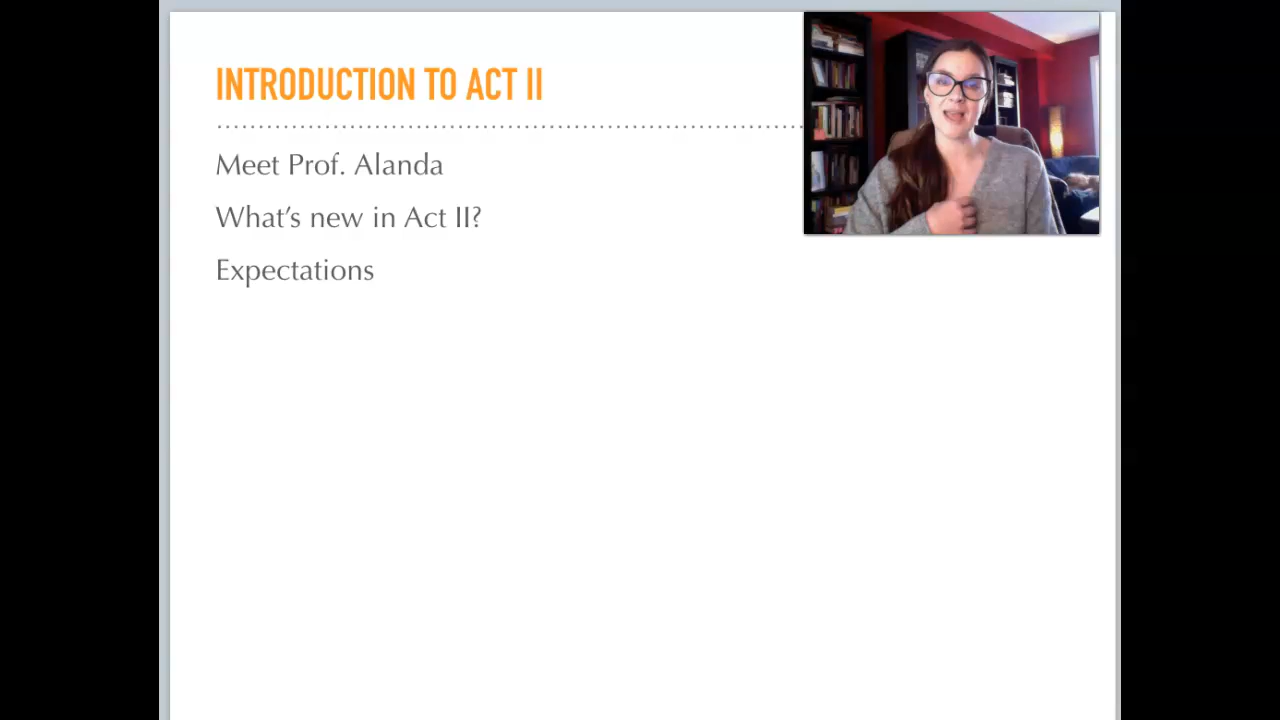 INTRODUCTION TO ACT II
Meet Prof. Alanda
What's new in Act II?
Expectations